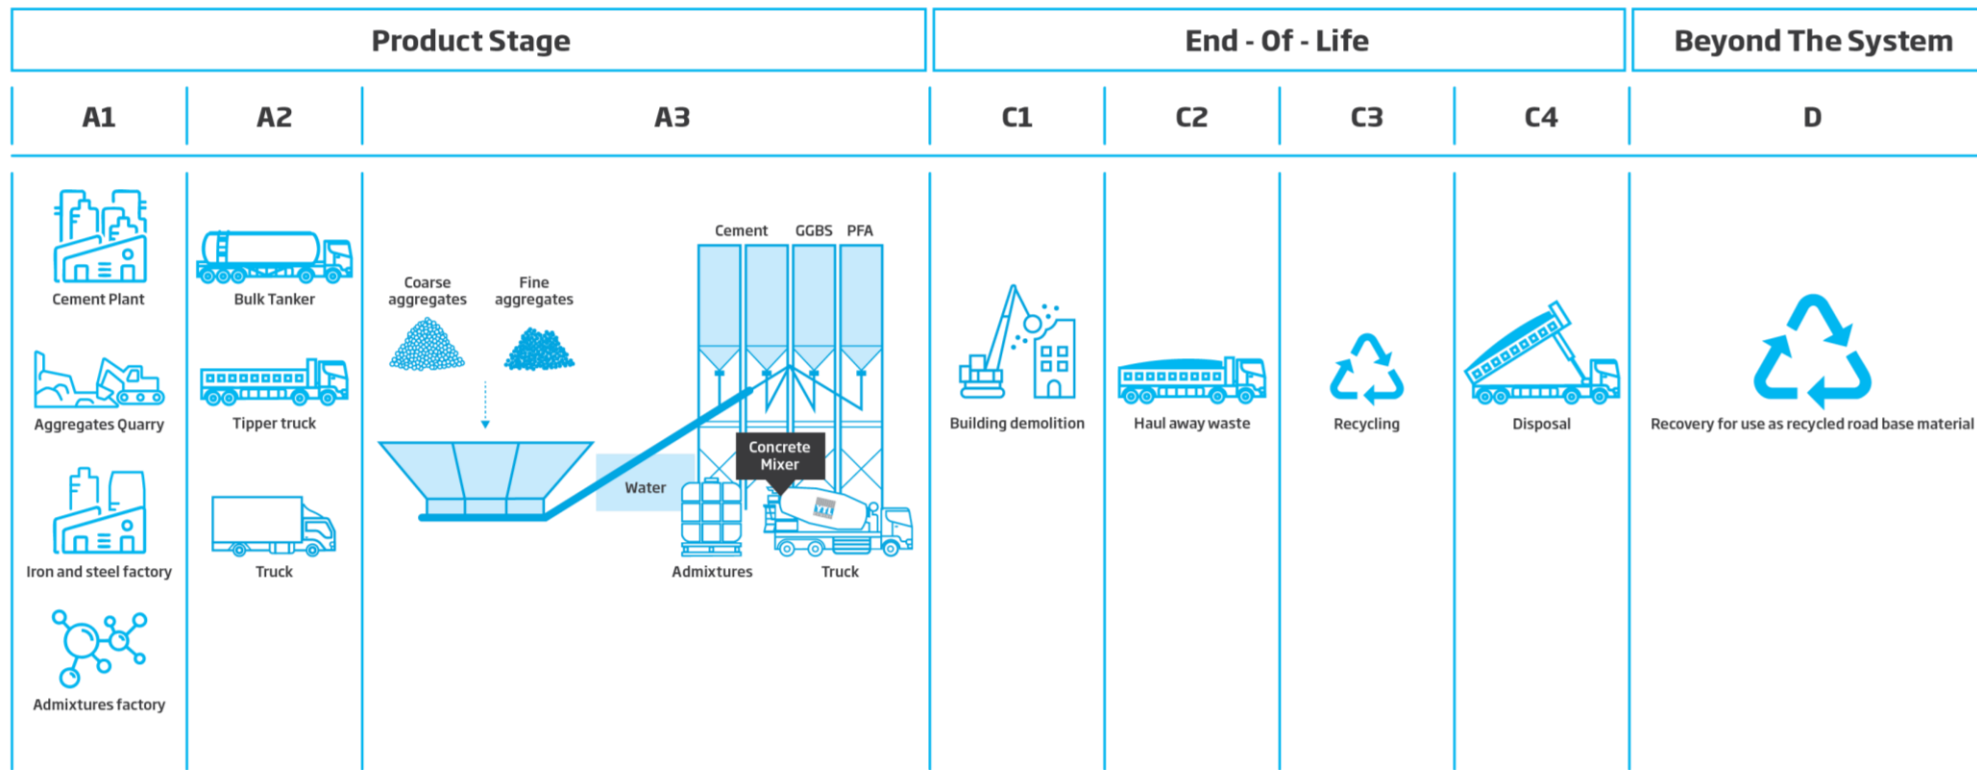 Product Stage
End - Of - Life
Beyond The System
A1
A2
A3
C1
C2
C3
C4
D
Cement Plant
Aggregates Quarry
Iron and steel factory
Admixtures factory
Bulk Tanker
Tipper truck
Truck
Coarse
aggregates
Fine
aggregates
Cement
GGBS
PFA
Concrete
Mixer
Water
Admixtures
Truck
Building demolition
Haul away waste
Recycling
Disposal
Recovery for use as recycled road base material